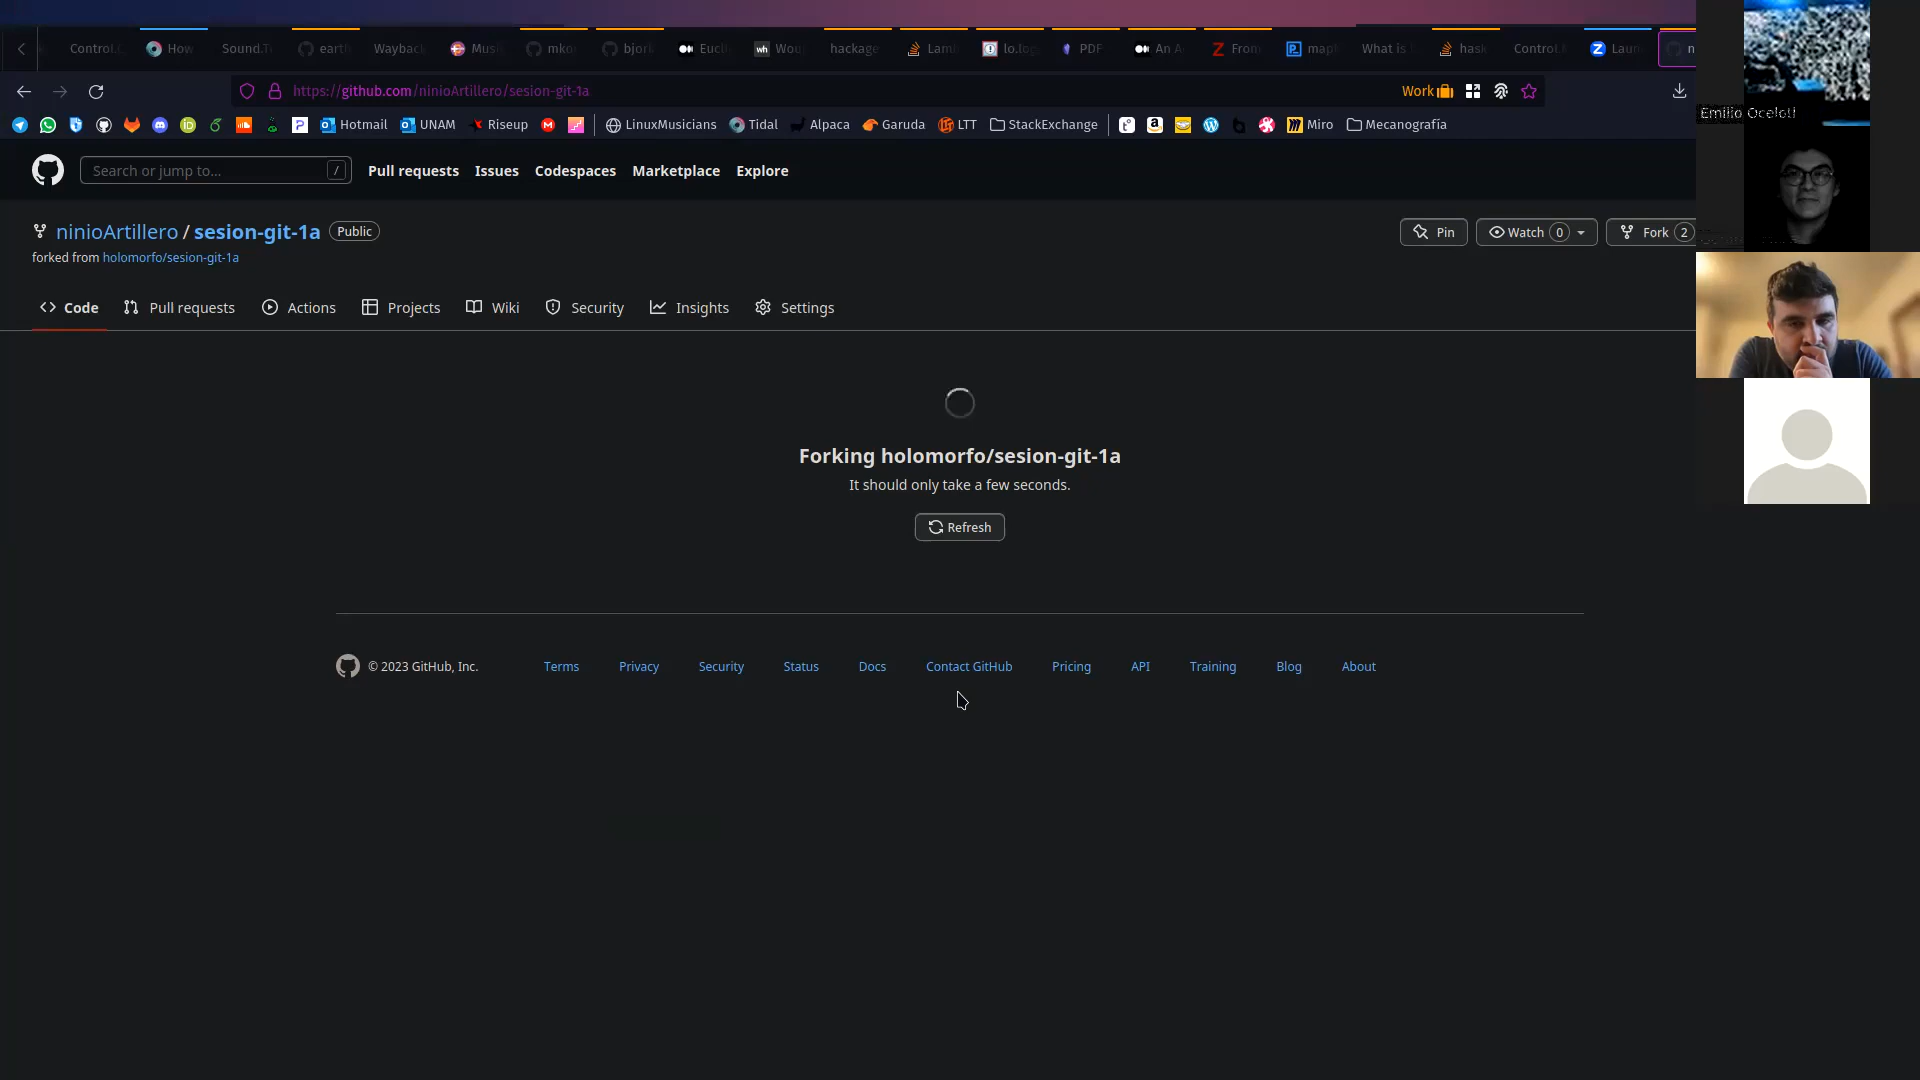 Control.
How
Sound.T
earth
Wayback
Musi
mko
bjor
Eucli
wh Wou
hackage
Lamb
lo.log
PDF
An A
From
map
What is
hask
Control.
Laun
n
https://github.com/ninioArtillero/sesion-git-1a
Work
Hotmail
UNAM
Riseup
LinuxMusicians
Tidal
Alpaca
Garuda
LTT
StackExchange
Miro
Mecanografía
Search or jump to...
/
Pull requests
Issues
Codespaces
Marketplace
Explore
ninioArtillero / sesion-git-1a Public
Pin
Watch 0
Fork 2
forked from holomorfo/sesion-git-1a
Code
Pull requests
Actions
Projects
Wiki
Security
Insights
Settings
Forking holomorfo/sesion-git-1a
It should only take a few seconds.
Refresh
© 2023 GitHub, Inc.
Terms
Privacy
Security
Status
Docs
Contact GitHub
Pricing
API
Training
Blog
About
Emilio Ocelotl